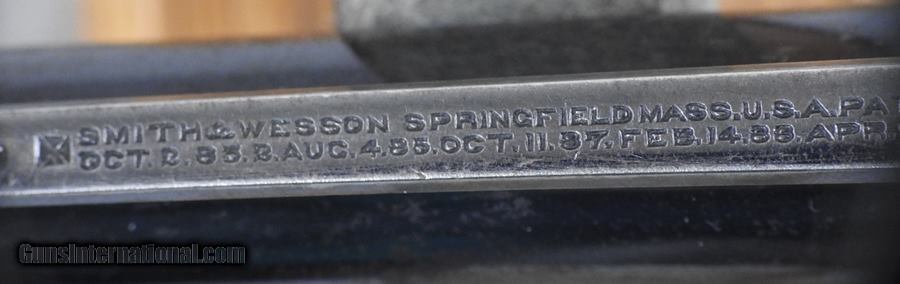 SMITH & WESSON SPRINGFIELD MASS. U.S.A. PA
OCT. 2. 83. 2. AUG. 4. 85. OCT. 11. 87. FEB. 14. 88. APR.
GunsInternational.com